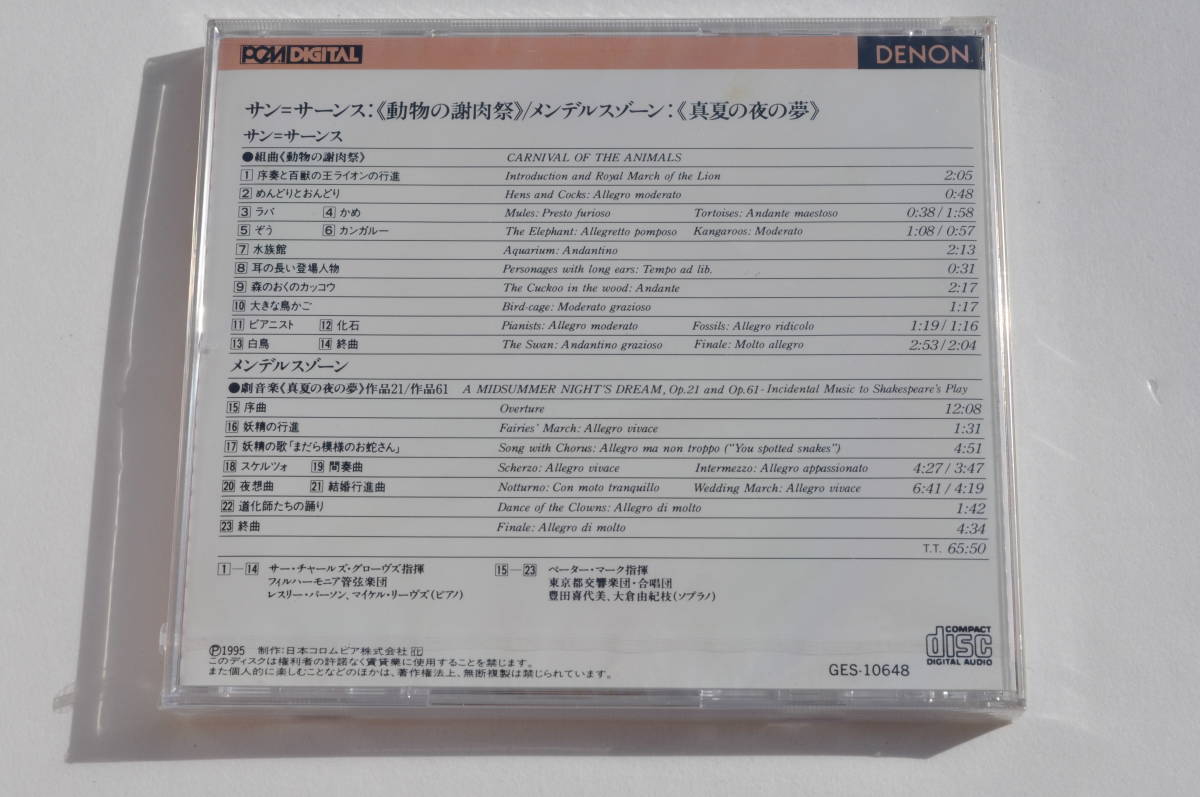 PCM DIGITAL DENON
サン=サーンス:《動物の謝肉祭》/メンデルスゾーン:《真夏の夜の夢》
サン=サーンス
●組曲《動物の謝肉祭》 CARNIVAL OF THE ANIMALS
1 序奏と百獣の王ライオンの行進 Introduction and Royal March of the Lion 2:05
2 めんどりとおんどり Hens and Cocks: Allegro moderato 0:48
3 ラバ 4 かめ Mules: Presto furioso Tortoises: Andante maestoso 0:38/1:58
5 ぞう 6 カンガルー The Elephant: Allegretto pomposo Kangaroos: Moderato 1:08/0:57
7 水族館 Aquarium: Andantino 2:13
8 耳の長い登場人物 Personages with long ears: Tempo ad lib. 0:31
9 森のおくのカッコウ The Cuckoo in the wood: Andante 2:17
10 大きな鳥かご Bird-cage: Moderato grazioso 1:17
11 ピアニスト 12 化石 Pianists: Allegro moderato Fossils: Allegro ridicolo 1:19/1:16
13 白鳥 14 終曲 The Swan: Andantino grazioso Finale: Molto allegro 2:53/2:04
メンデルスゾーン
●劇音楽《真夏の夜の夢》作品21/作品61 A MIDSUMMER NIGHT'S DREAM, Op.21 and Op.61-Incidental Music to Shakespeare's Play
15 序曲 Overture 12:08
16 妖精の行進 Fairies' March: Allegro vivace 1:31
17 妖精の歌「まだら模様のお蛇さん」 Song with Chorus: Allegro ma non troppo ("You spotted snakes") 4:51
18 スケルツォ 19 間奏曲 Scherzo: Allegro vivace Intermezzo: Allegro appassionato 4:27/3:47
20 夜想曲 21 結婚行進曲 Notturno: Con moto tranquillo Wedding March: Allegro vivace 6:41/4:19
22 道化師たちの踊り Dance of the Clowns: Allegro di molto 1:42
23 終曲 Finale: Allegro di molto 4:34
T.T. 65:50
1—14 サー・チャールズ・グローヴズ指揮
フィルハーモニア管弦楽団
レスリー・パーソン、マイケル・リーヴズ(ピアノ)
15—23 ペーター・マーク指揮
東京都交響楽団・合唱団
豊田喜代美、大倉由紀枝(ソプラノ)
℗1995 制作:日本コロムビア株式会社 化
このディスクは権利者の許諾なく賃貸業に使用することを禁じます。
また個人的に楽しむことなどのほかは、著作権法上、無断複製は禁じられています。
COMPACT
disc
DIGITAL AUDIO
GES-10648